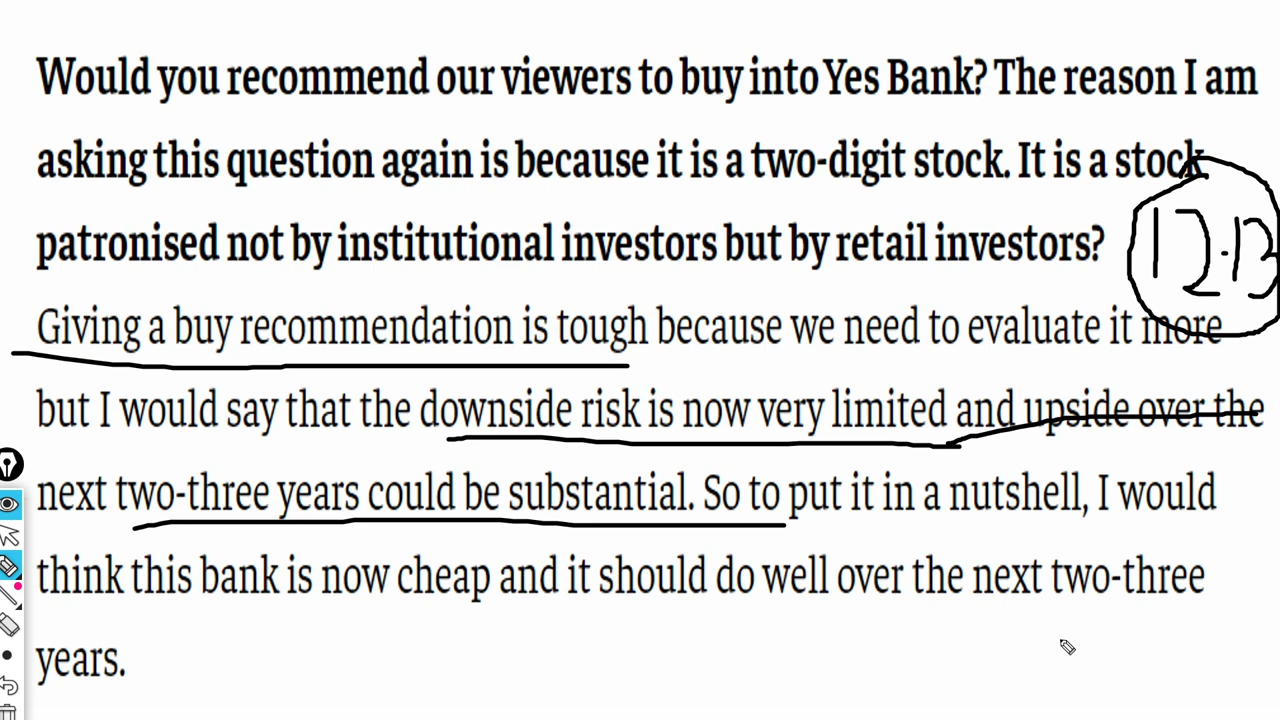 Would you recommend our viewers to buy into Yes Bank? The reason I am
asking this question again is because it is a two-digit stock. It is a stock
patronised not by institutional investors but by retail investors?
12.13
Giving a buy recommendation is tough because we need to evaluate it more
but I would say that the downside risk is now very limited and upside over the
next two-three years could be substantial. So to put it in a nutshell, I would
think this bank is now cheap and it should do well over the next two-three
years.